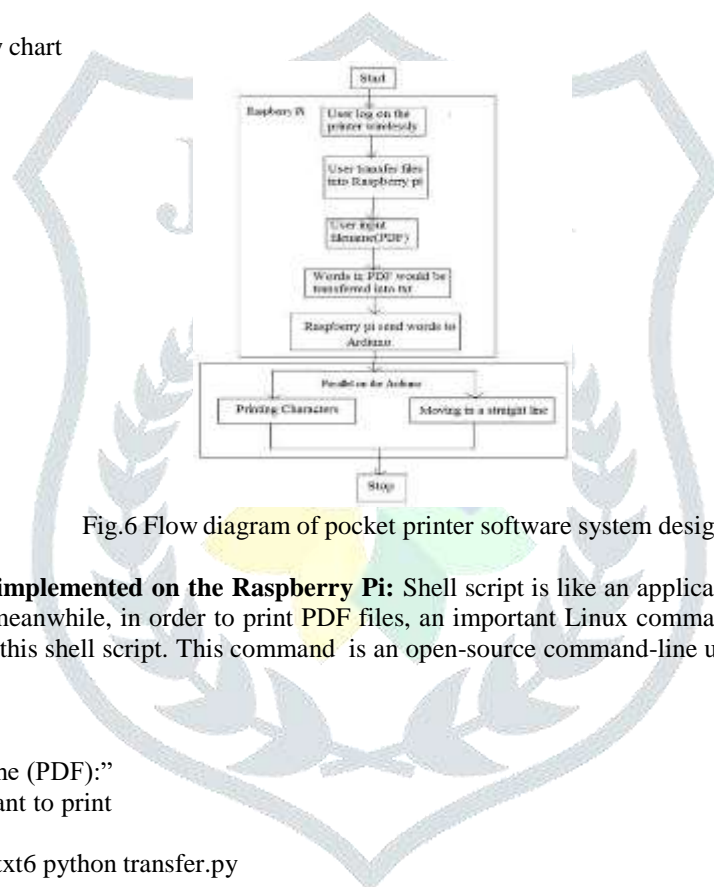 chart
Start
Raspberry Pi
User log on the
printer wirelessly
User transfer files
into Raspberry pi
User input
filename(PDF)
Words in PDF would be
transferred into txt
Raspberry pi send words to
Arduino.
Parallel on the Arduino
Printing Characters
Moving in a straight line
Stop
Fig.6 Flow diagram of pocket printer software system desig
implemented on the Raspberry Pi: Shell script is like an applica
meanwhile, in order to print PDF files, an important Linux comma
this shell script. This command is an open-source command-line u
ne (PDF):”
ant to print
txt6 python transfer.py